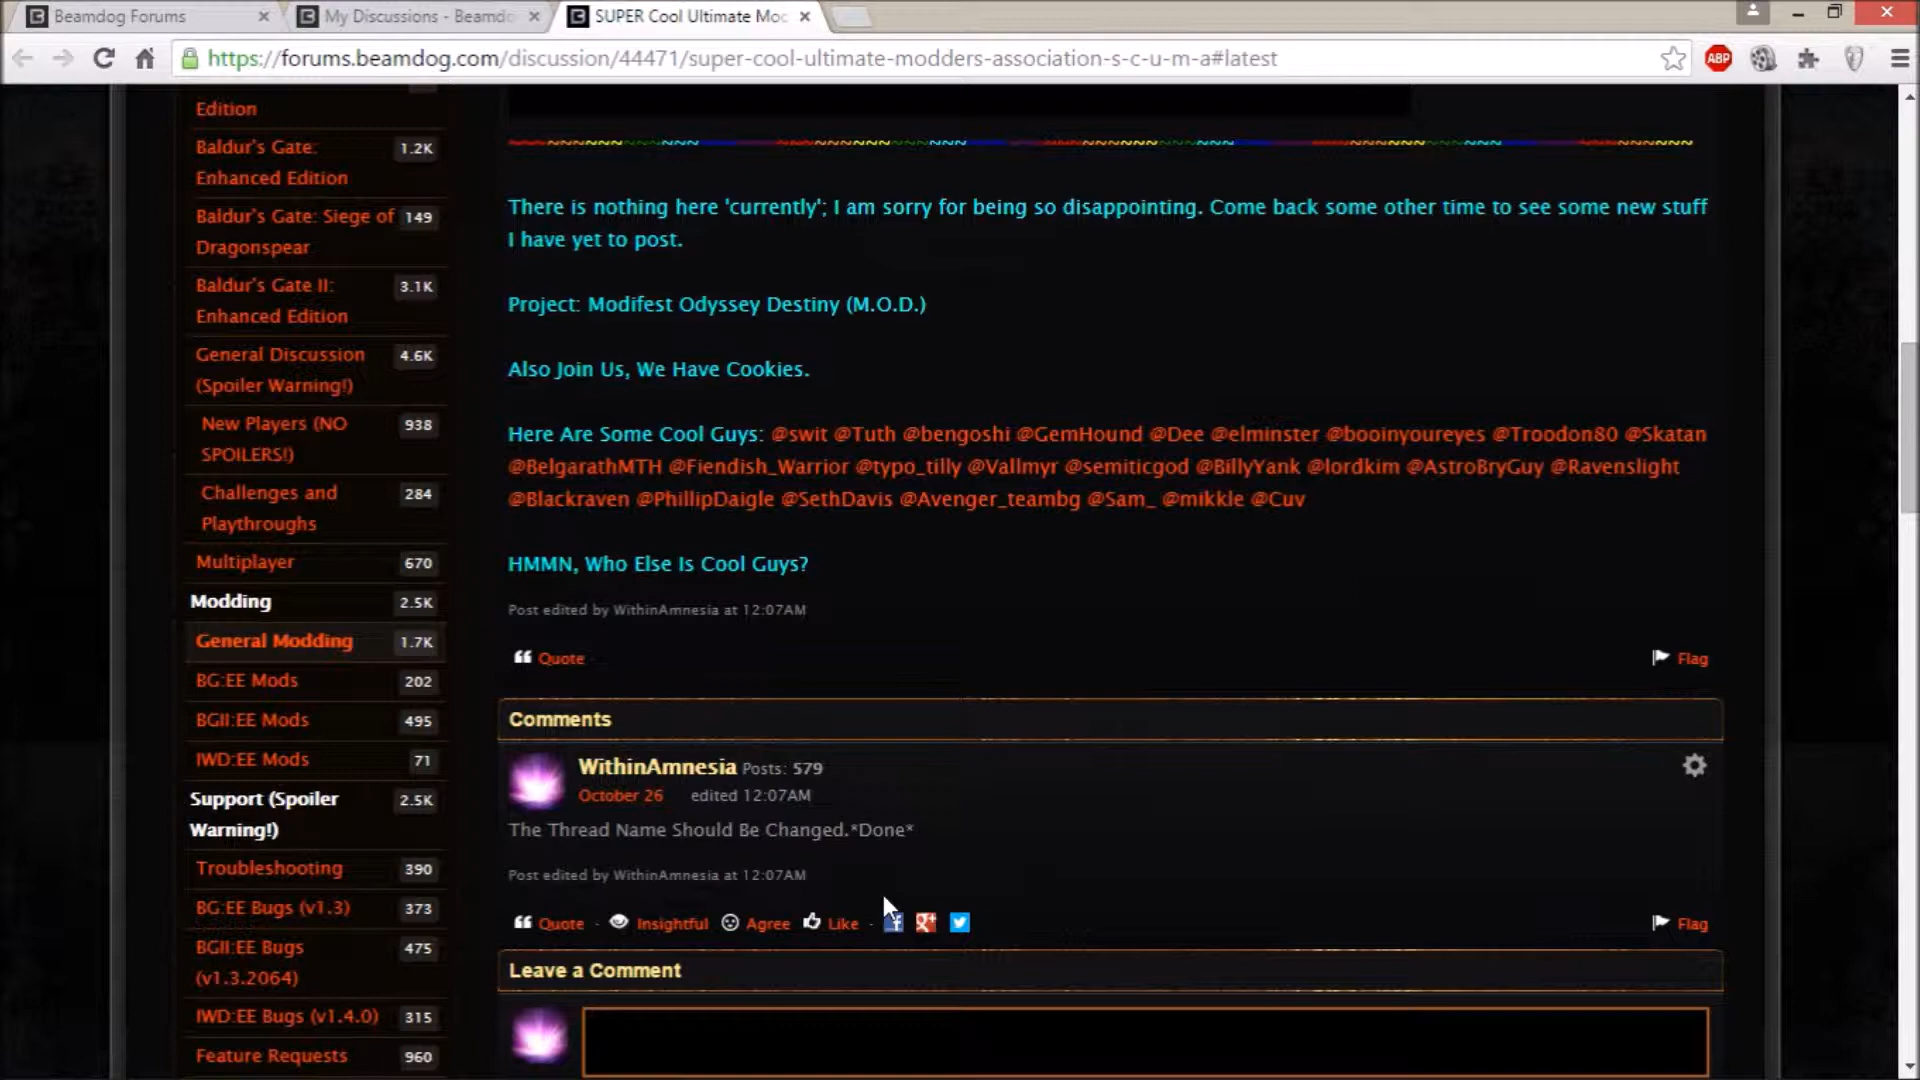 Beamdog Forums
My Discussions - Beamdo
SUPER Cool Ultimate Mod
https://forums.beamdog.com/discussion/44471/super-cool-ultimate-modders-association-s-c-u-m-a#latest
ABP
Edition
Baldur's Gate: 1.2K
Enhanced Edition
Baldur's Gate: Siege of 149
Dragonspear
Baldur's Gate II: 3.1K
Enhanced Edition
General Discussion 4.6K
(Spoiler Warning!)
New Players (NO 938
SPOILERS!)
Challenges and 284
Playthroughs
Multiplayer 670
Modding 2.5K
General Modding 1.7K
BG:EE Mods 202
BGII:EE Mods 495
IWD:EE Mods 71
Support (Spoiler 2.5K
Warning!)
Troubleshooting 390
BG:EE Bugs (v1.3) 373
BGII:EE Bugs 475
(v1.3.2064)
IWD:EE Bugs (v1.4.0) 315
Feature Requests 960
There is nothing here 'currently'; I am sorry for being so disappointing. Come back some other time to see some new stuff
I have yet to post.
Project: Modifest Odyssey Destiny (M.O.D.)
Also Join Us, We Have Cookies.
Here Are Some Cool Guys: @swit @Tuth @bengoshi @GemHound @Dee @elminster @booinyoureyes @Troodon80 @Skatan
@BelgarathMTH @Fiendish_Warrior @typo_tilly @Vallmyr @semiticgod @BillyYank @lordkim @AstroBryGuy @Ravenslight
@Blackraven @PhillipDaigle @SethDavis @Avenger_teambg @Sam_ @mikkle @Cuv
HMMN, Who Else Is Cool Guys?
Post edited by WithinAmnesia at 12:07AM
Quote Flag
Comments
WithinAmnesia Posts: 579
October 26 edited 12:07AM
The Thread Name Should Be Changed.*Done*
Post edited by WithinAmnesia at 12:07AM
Quote - Insightful Agree Like - Flag
Leave a Comment